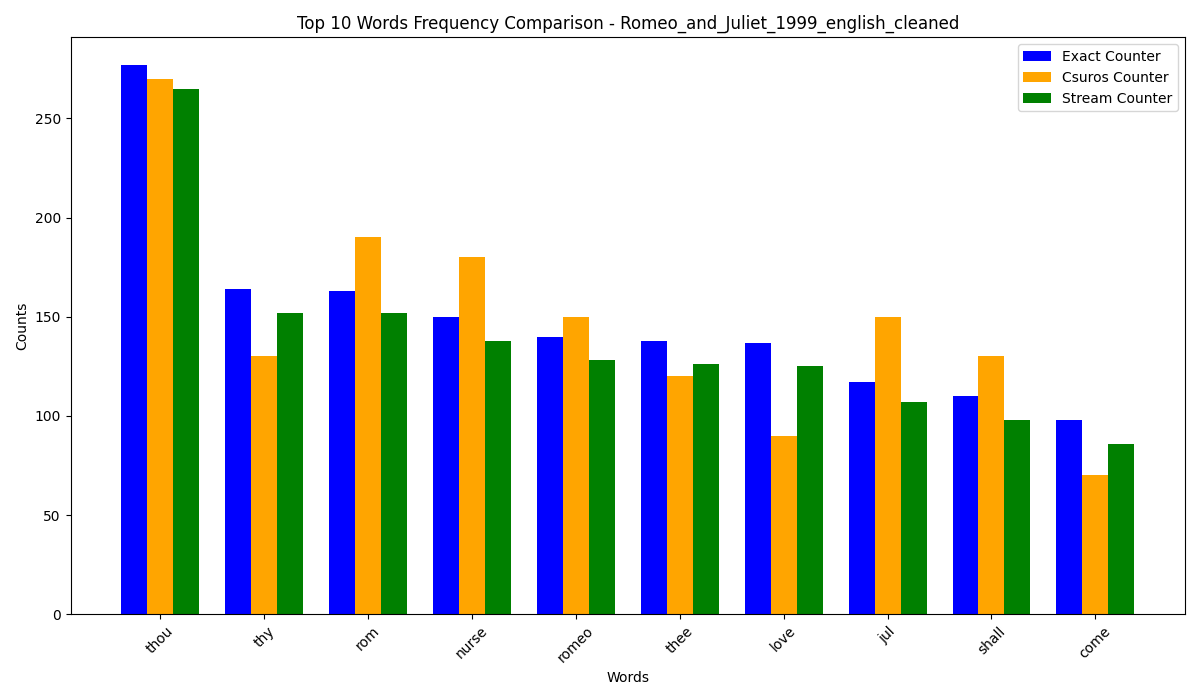 Top 10 Words Frequency Comparison - Romeo_and_Juliet_1999_english_cleaned
Exact Counter
Csuros Counter
Stream Counter
Counts
250
200
150
100
50
0
thou
thy
rom
nurse
romeo
thee
love
jul
shall
come
Words